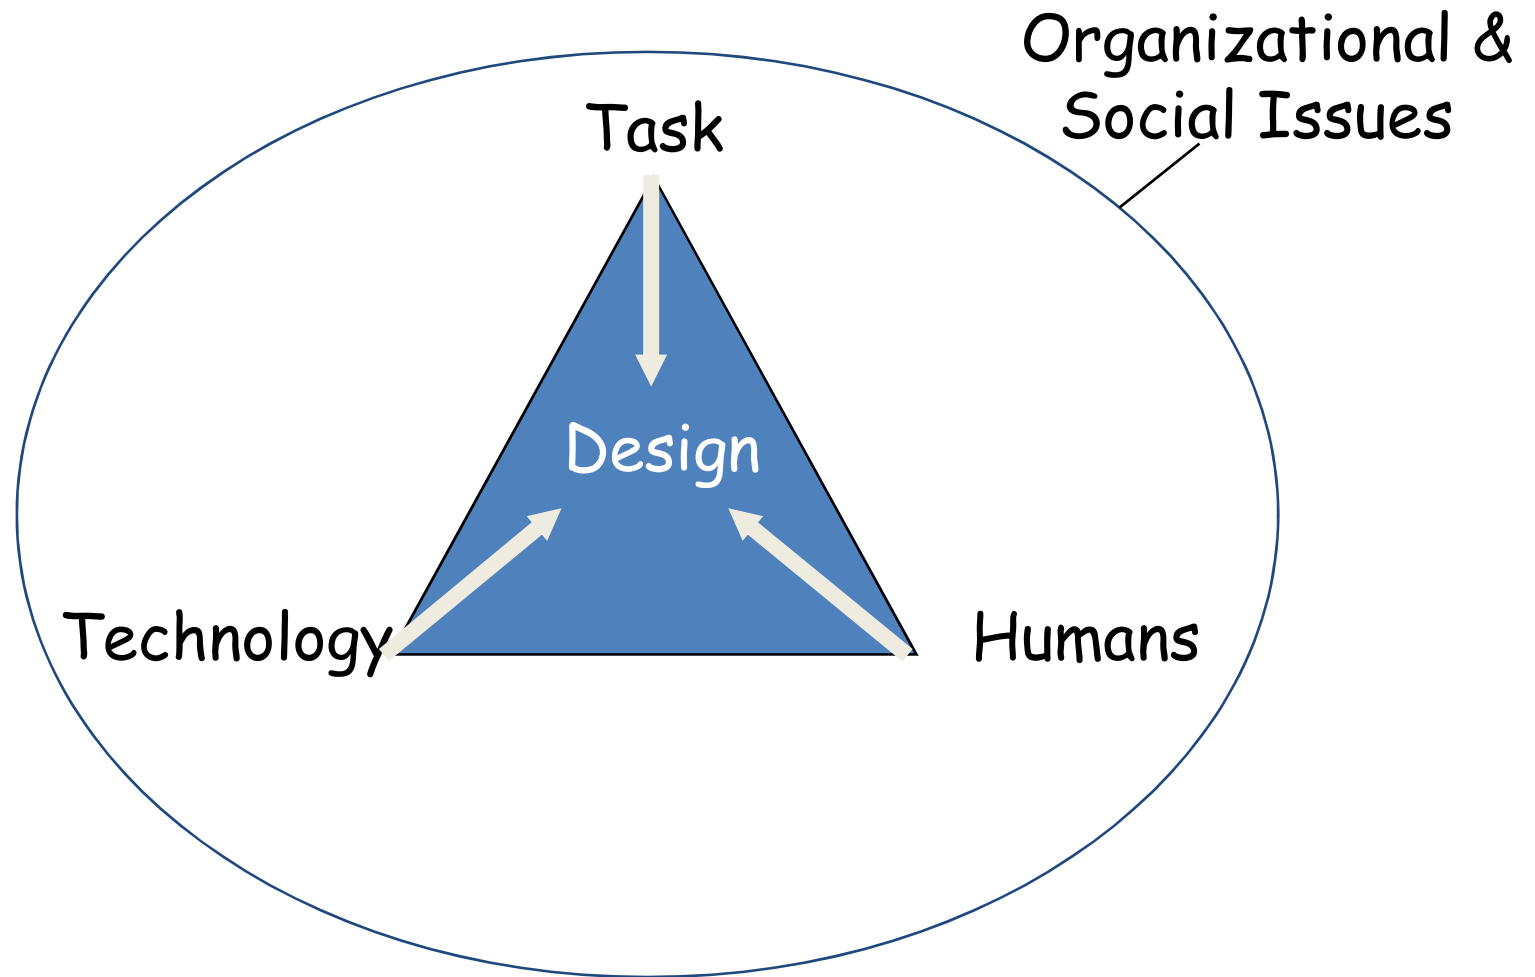 Organizational &
Social Issues
Task
Design
Technology
Humans